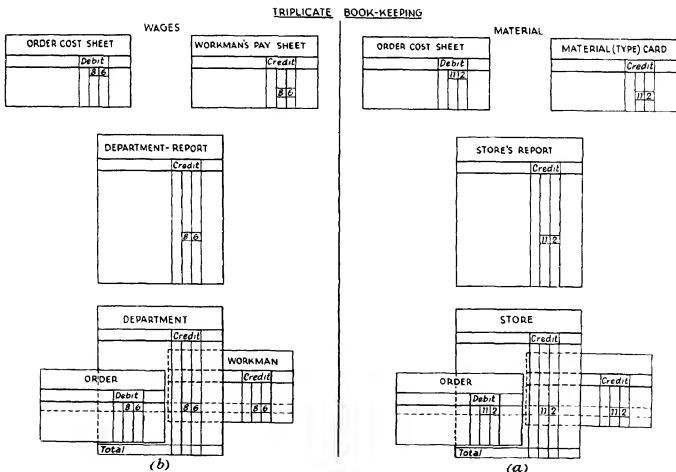 TRIPLICATE BOOK-KEEPING
WAGES
ORDER COST SHEET
Debit
8 6
WORKMAN'S PAY SHEET
Credit
8 6
DEPARTMENT-REPORT
Credit
8 6
DEPARTMENT
Credit
WORKMAN
Credit
ORDER
Debit
8 6
8 6
8 6
Total
(b)
MATERIAL
ORDER COST SHEET
Debit
11 2
MATERIAL (TYPE) CARD
Credit
11 2
STORE'S REPORT
Credit
11 2
STORE
Credit
Credit
ORDER
Debit
11 2
11 2
11 2
Total
(a)